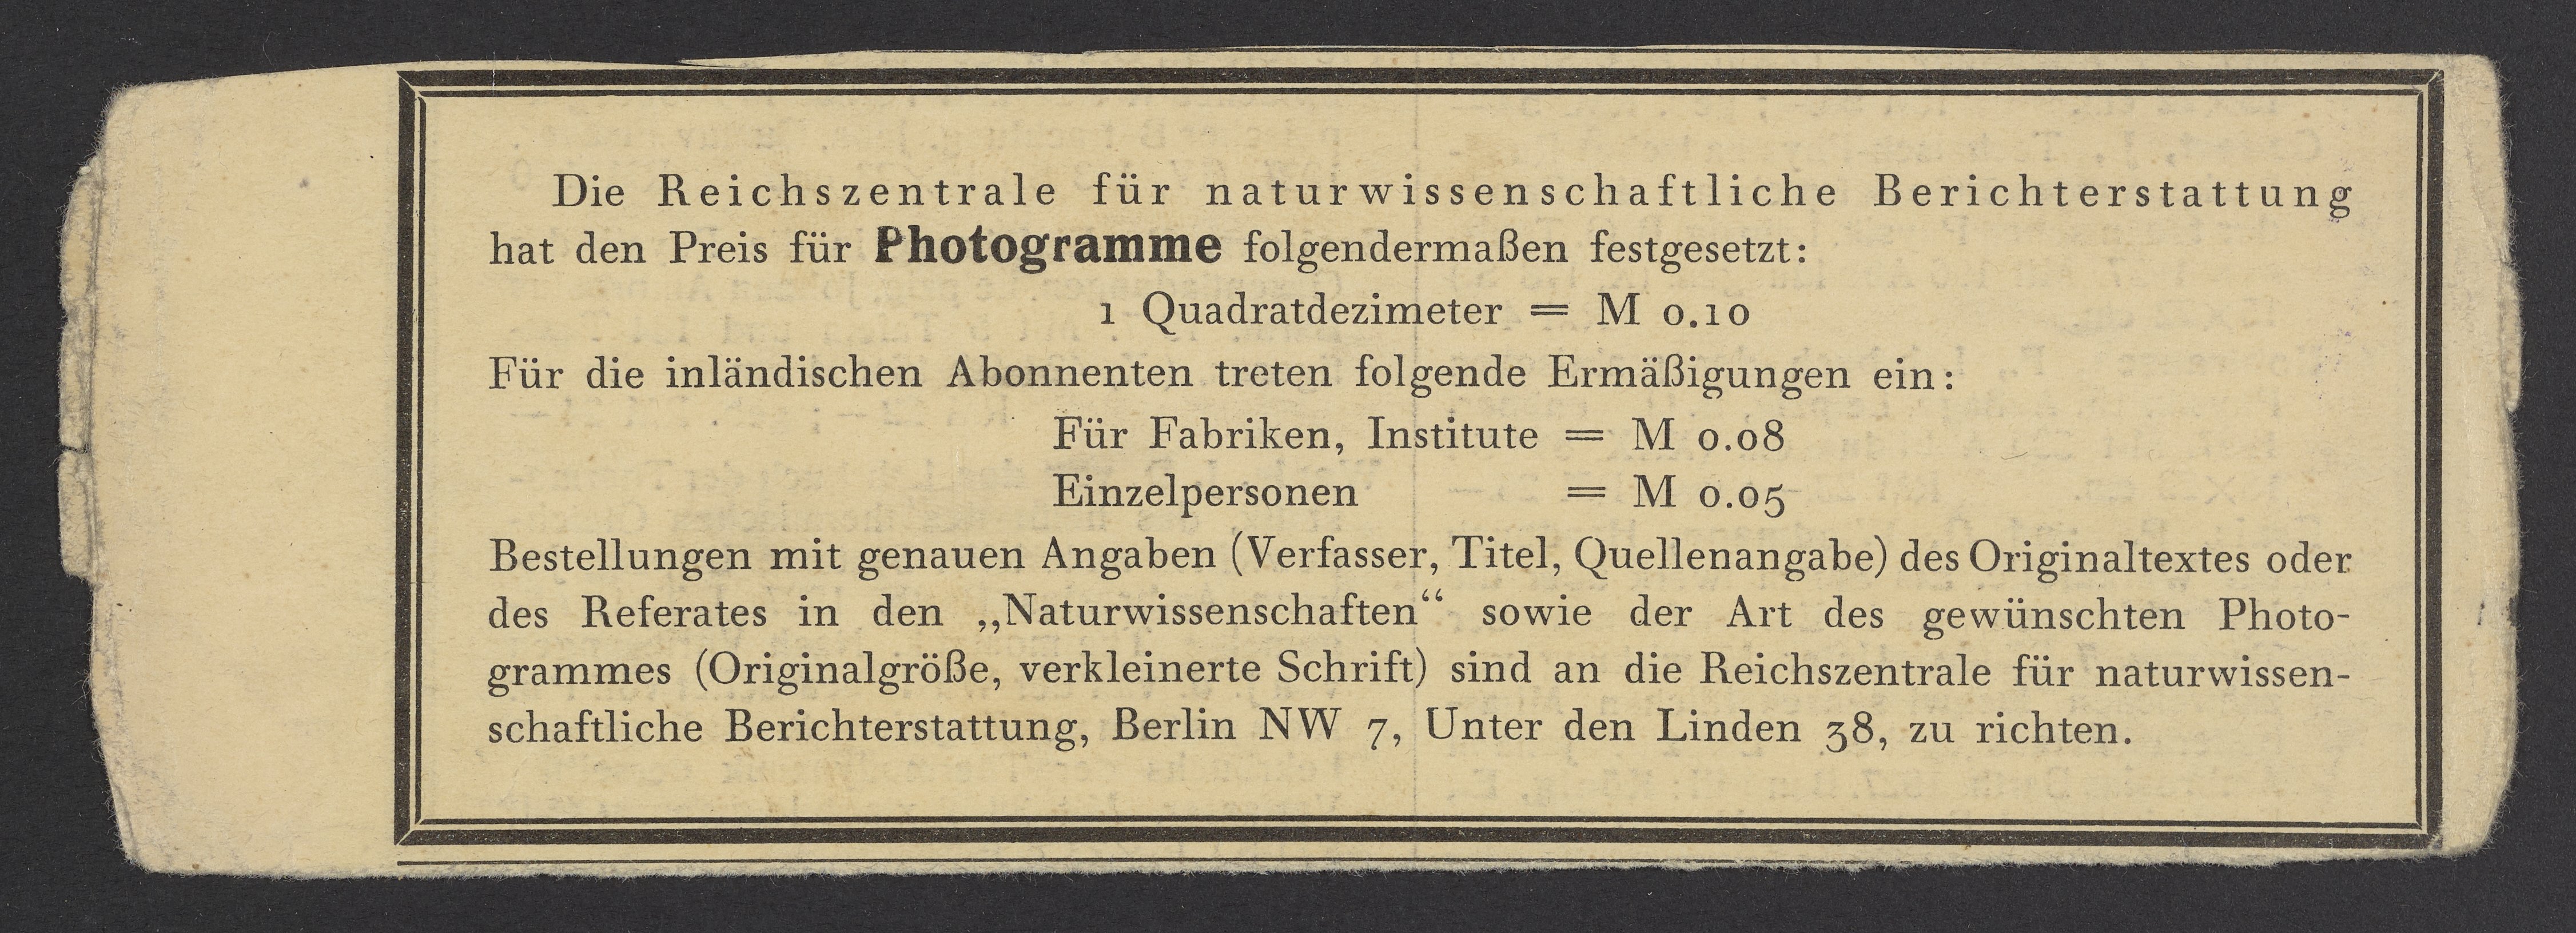 Die Reichszentrale für naturwissenschaftliche Berichterstattung
hat den Preis für Photogramme folgendermaßen festgesetzt:
1 Quadratdezimeter = M 0.10
Für die inländischen Abonnenten treten folgende Ermäßigungen ein:
Für Fabriken, Institute = M 0.08
Einzelpersonen = M 0.05
Bestellungen mit genauen Angaben (Verfasser, Titel, Quellenangabe) des Originaltextes oder
des Referates in den „Naturwissenschaften“ sowie der Art des gewünschten Photo-
grammes (Originalgröße, verkleinerte Schrift) sind an die Reichszentrale für naturwissen-
schaftliche Berichterstattung, Berlin NW 7, Unter den Linden 38, zu richten.